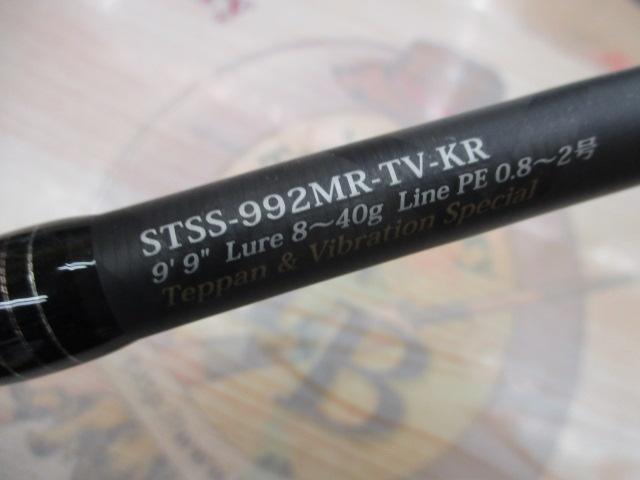 STSS-992MR-TV-KR
9' 9" Lure 8～40g Line PE 0.8～2号
Teppan & Vibration Special
B